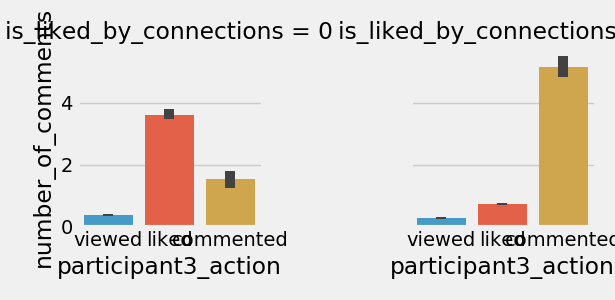 is_liked_by_connections = 0
is_liked_by_connections
number_of_comments
4
2
0
viewed
liked
commented
viewed
liked
commented
participant3_action
participant3_action